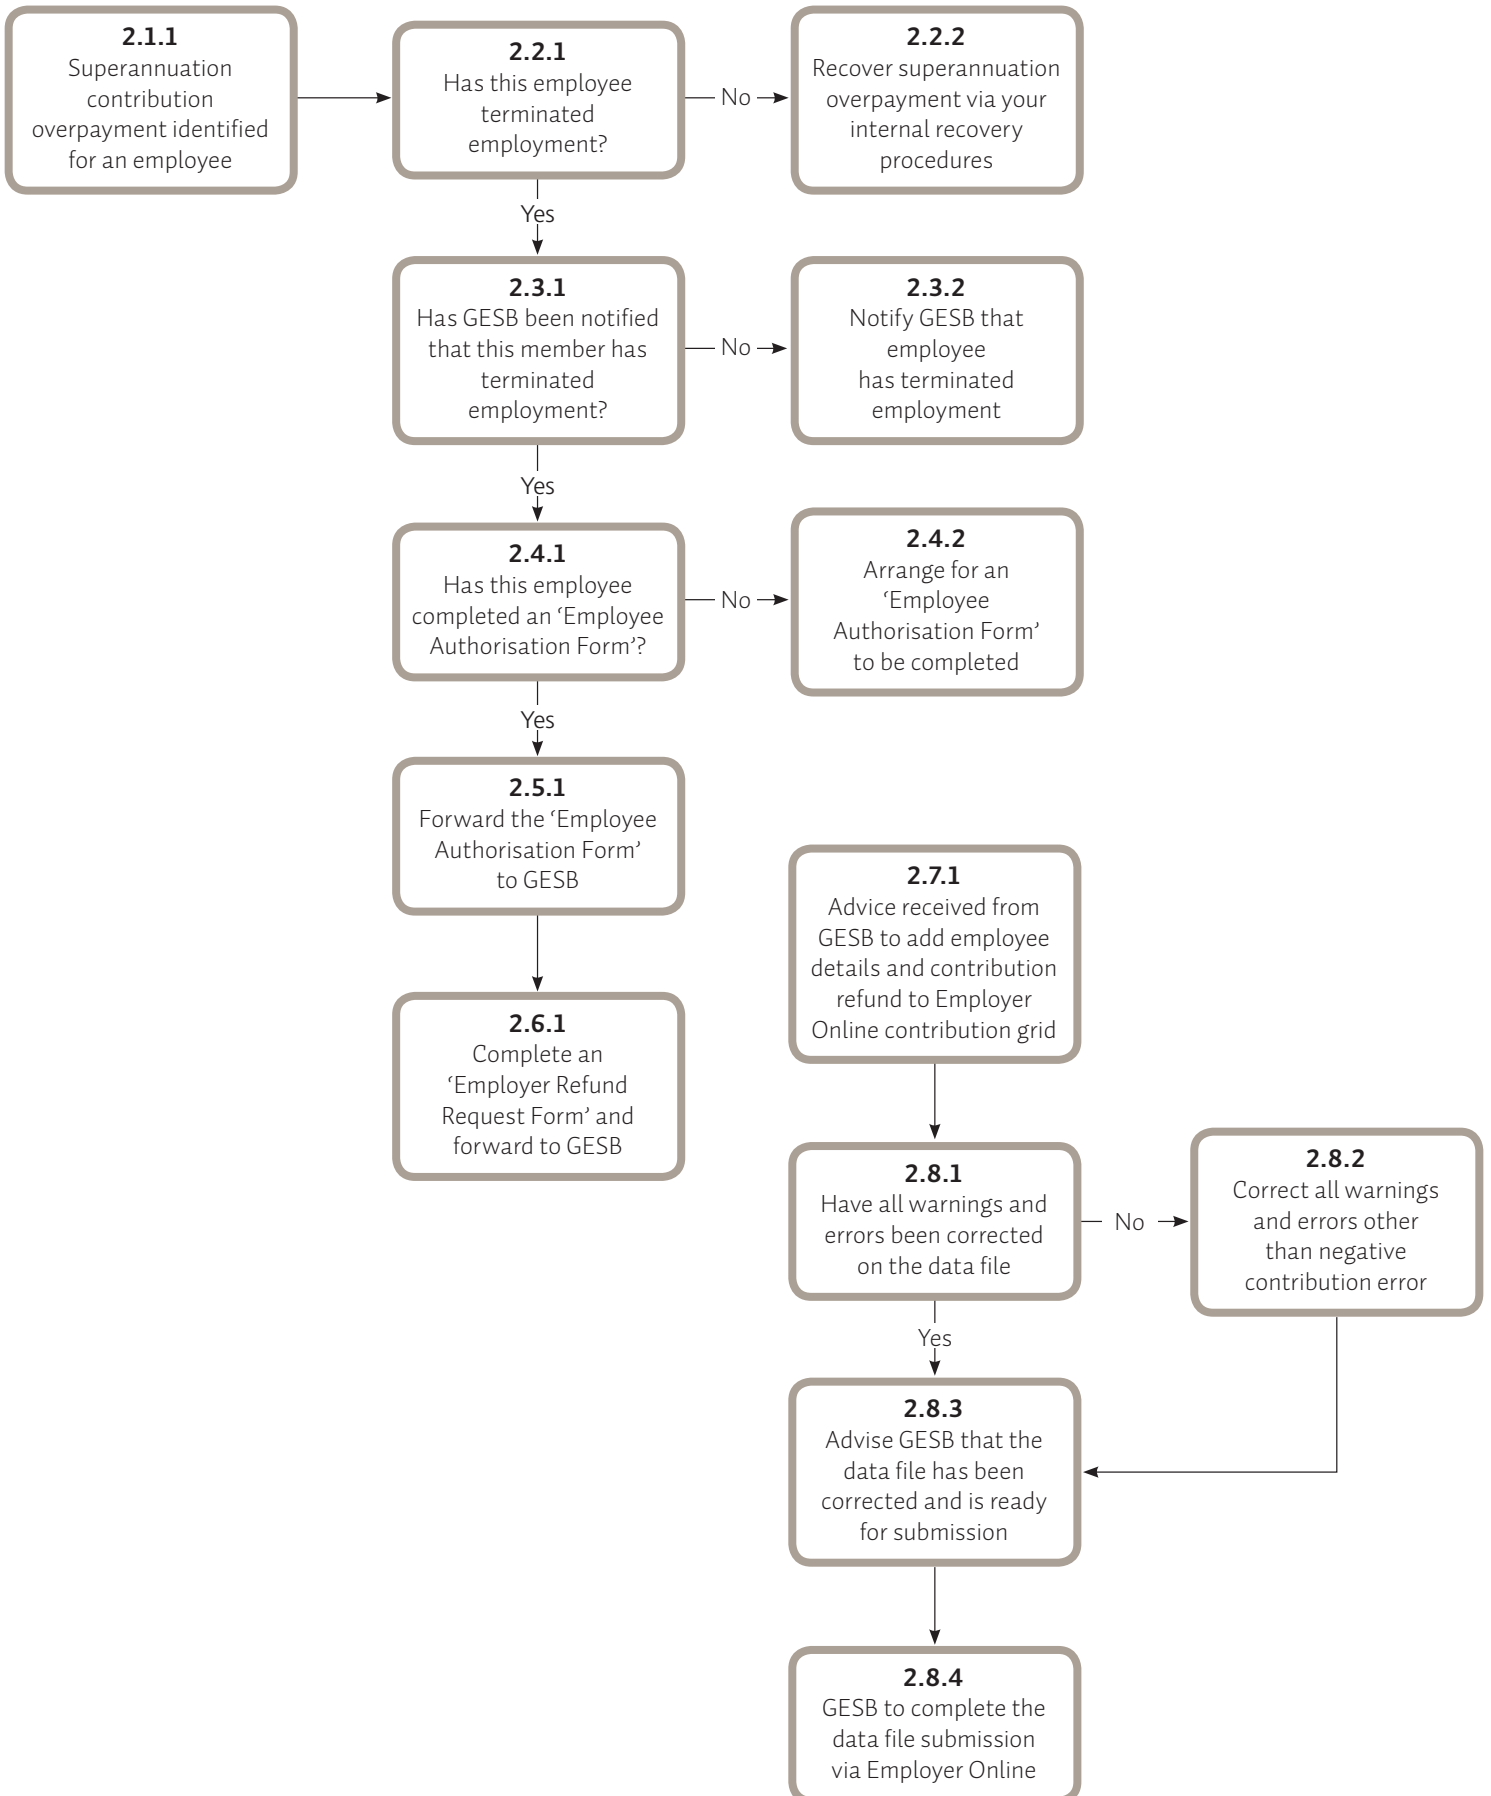 2.1.1
Superannuation
contribution
overpayment identified
for an employee
2.2.1
Has this employee
terminated
employment?
No
2.2.2
Recover superannuation
overpayment via your
internal recovery
procedures
Yes
2.3.1
Has GESB been notified
that this member has
terminated
employment?
No
2.3.2
Notify GESB that
employee
has terminated
employment
Yes
2.4.1
Has this employee
completed an ‘Employee
Authorisation Form’?
No
2.4.2
Arrange for an
‘Employee
Authorisation Form’
to be completed
Yes
2.5.1
Forward the ‘Employee
Authorisation Form’
to GESB
2.6.1
Complete an
‘Employer Refund
Request Form’ and
forward to GESB
2.7.1
Advice received from
GESB to add employee
details and contribution
refund to Employer
Online contribution grid
2.8.1
Have all warnings and
errors been corrected
on the data file
No
2.8.2
Correct all warnings
and errors other
than negative
contribution error
Yes
2.8.3
Advise GESB that the
data file has been
corrected and is ready
for submission
2.8.4
GESB to complete the
data file submission
via Employer Online